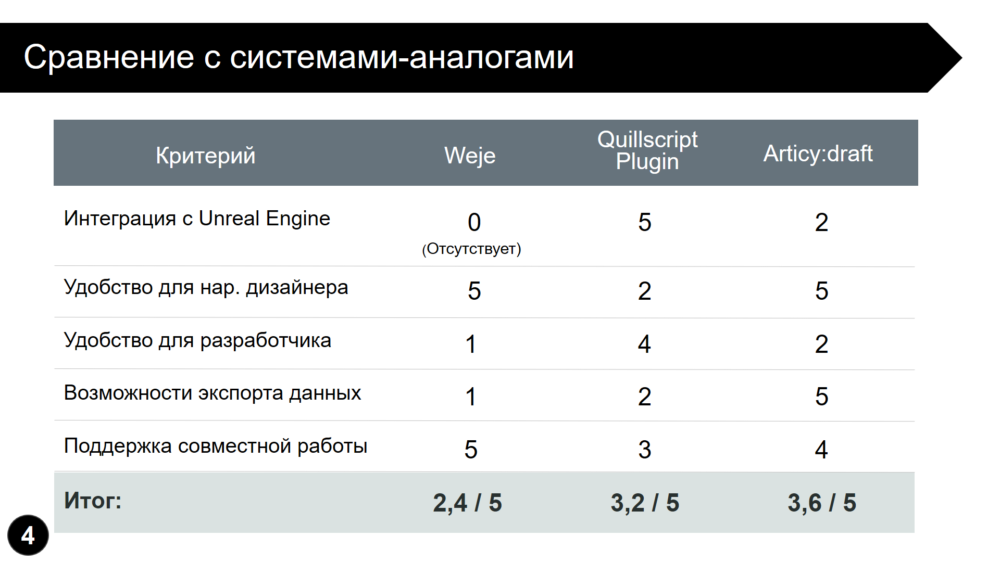 Сравнение с системами-аналогами
Критерий Weje Quillscript Plugin Articy:draft
Интеграция с Unreal Engine 0 5 2
(Отсутствует)
Удобство для нар. дизайнера 5 2 5
Удобство для разработчика 1 4 2
Возможности экспорта данных 1 2 5
Поддержка совместной работы 5 3 4
Итог: 2,4 / 5 3,2 / 5 3,6 / 5
4